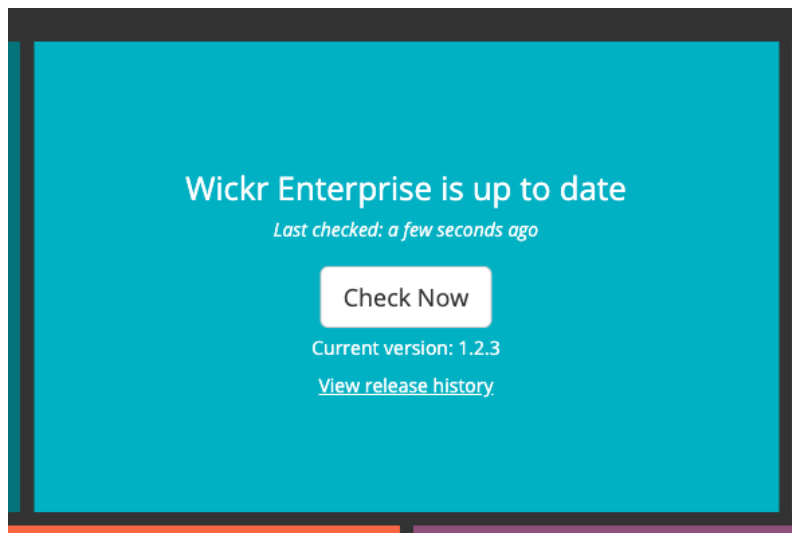 Wickr Enterprise is up to date
Last checked: a few seconds ago
Check Now
Current version: 1.2.3
View release history